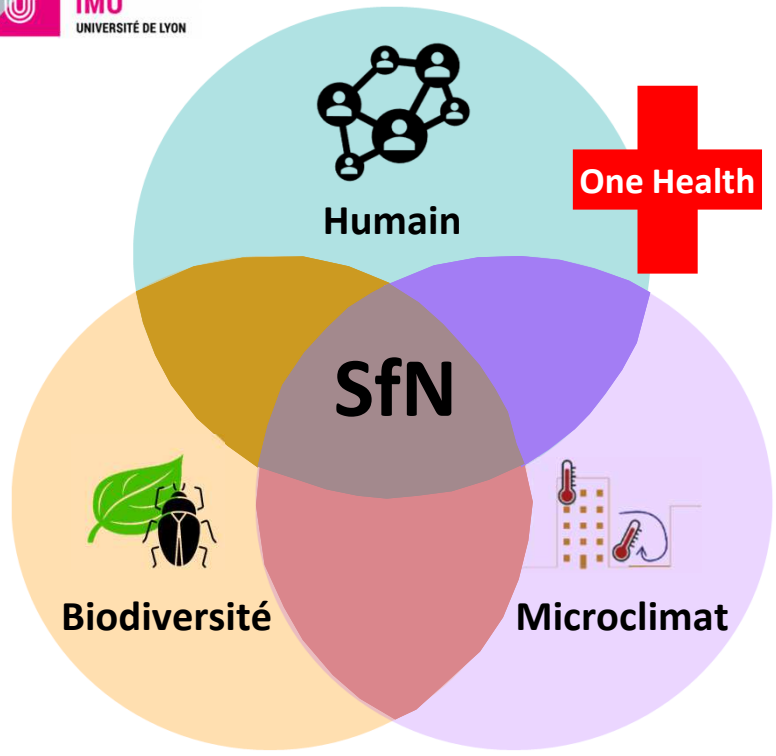 IMU
UNIVERSITÉ DE LYON
One Health
Humain
SfN
Biodiversité
Microclimat